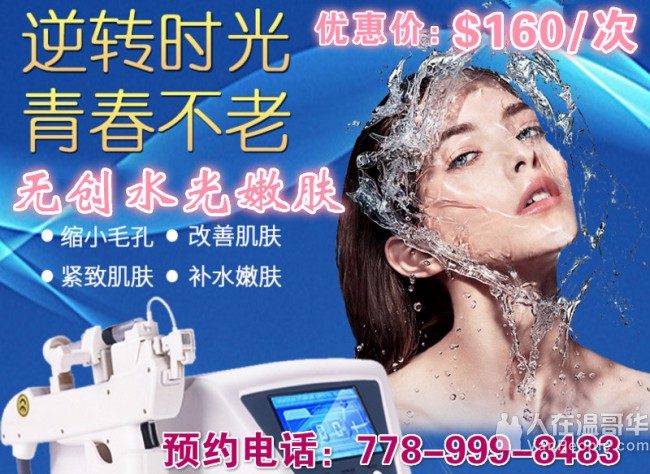 逆转时光
优惠价: $160/次
青春不老
无创水光嫩肤
• 缩小毛孔 • 改善肌肤
• 紧致肌肤 • 补水嫩肤
预约电话: 778-999-8483
人在温哥华